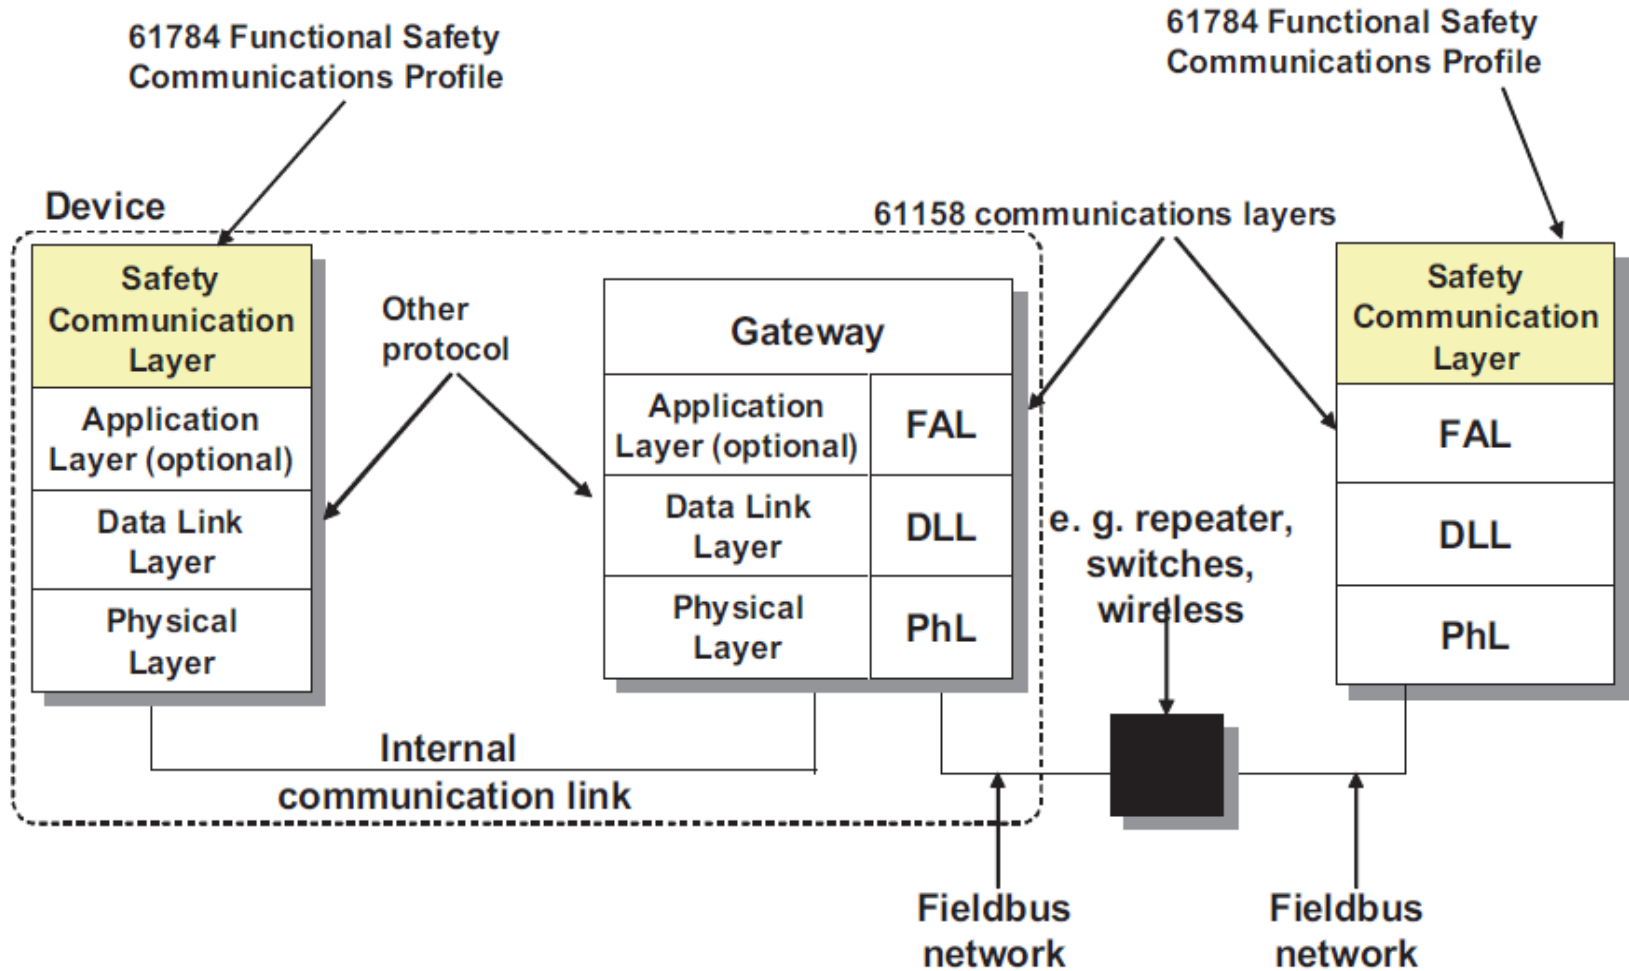 61784 Functional Safety
Communications Profile
61784 Functional Safety
Communications Profile
Device
61158 communications layers
Safety
Communication
Layer
Application
Layer (optional)
Data Link
Layer
Physical
Layer
Other
protocol
Gateway
Application
Layer (optional)
FAL
Data Link
Layer
DLL
Physical
Layer
PhL
e. g. repeater,
switches,
wireless
Safety
Communication
Layer
FAL
DLL
PhL
Internal
communication link
Fieldbus
network
Fieldbus
network